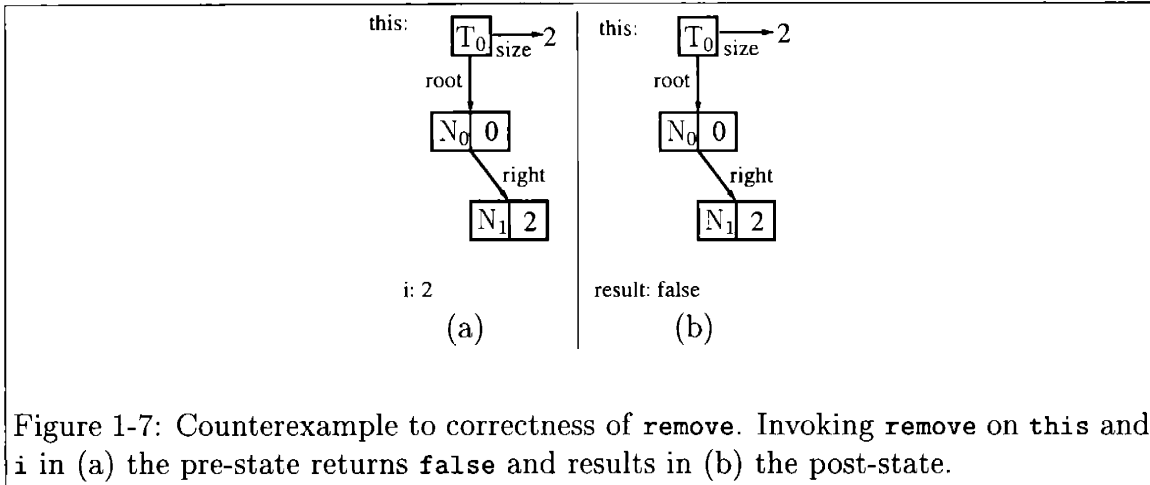 this: T₀ size 2
root
N₀ 0
right
N₁ 2
i: 2
(a)
this: T₀ size 2
root
N₀ 0
right
N₁ 2
result: false
(b)
Figure 1-7: Counterexample to correctness of remove. Invoking remove on this and
i in (a) the pre-state returns false and results in (b) the post-state.